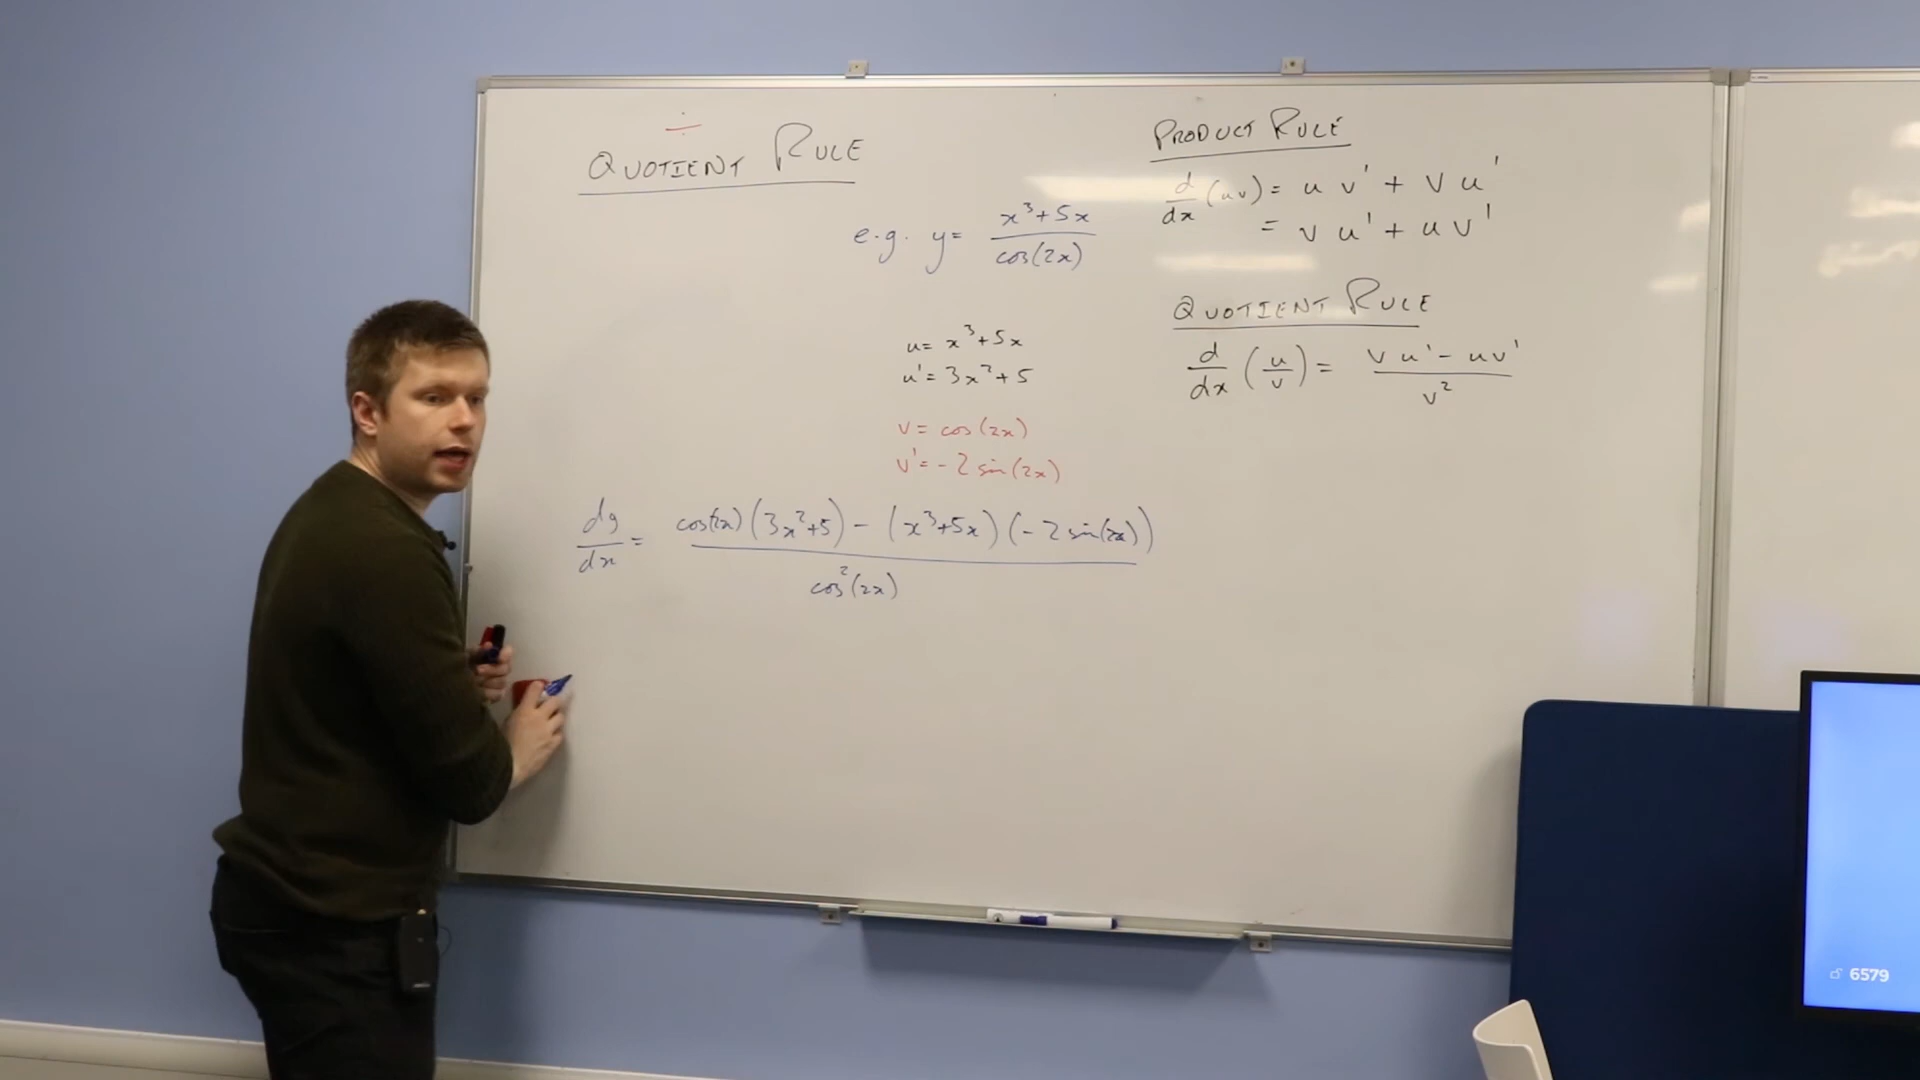 ÷
QUOTIENT RULE
e.g. y = (x³+5x)/(cos(2x))
u = x³+5x
u' = 3x²+5
v = cos(2x)
v' = -2 sin(2x)
dy/dx = (cos(2x)(3x²+5) - (x³+5x)(-2 sin(2x)))/(cos²(2x))
PRODUCT RULE
d/dx (uv) = u v' + v u'
= v u' + u v'
QUOTIENT RULE
d/dx (u/v) = (v u' - u v')/(v²)
6579